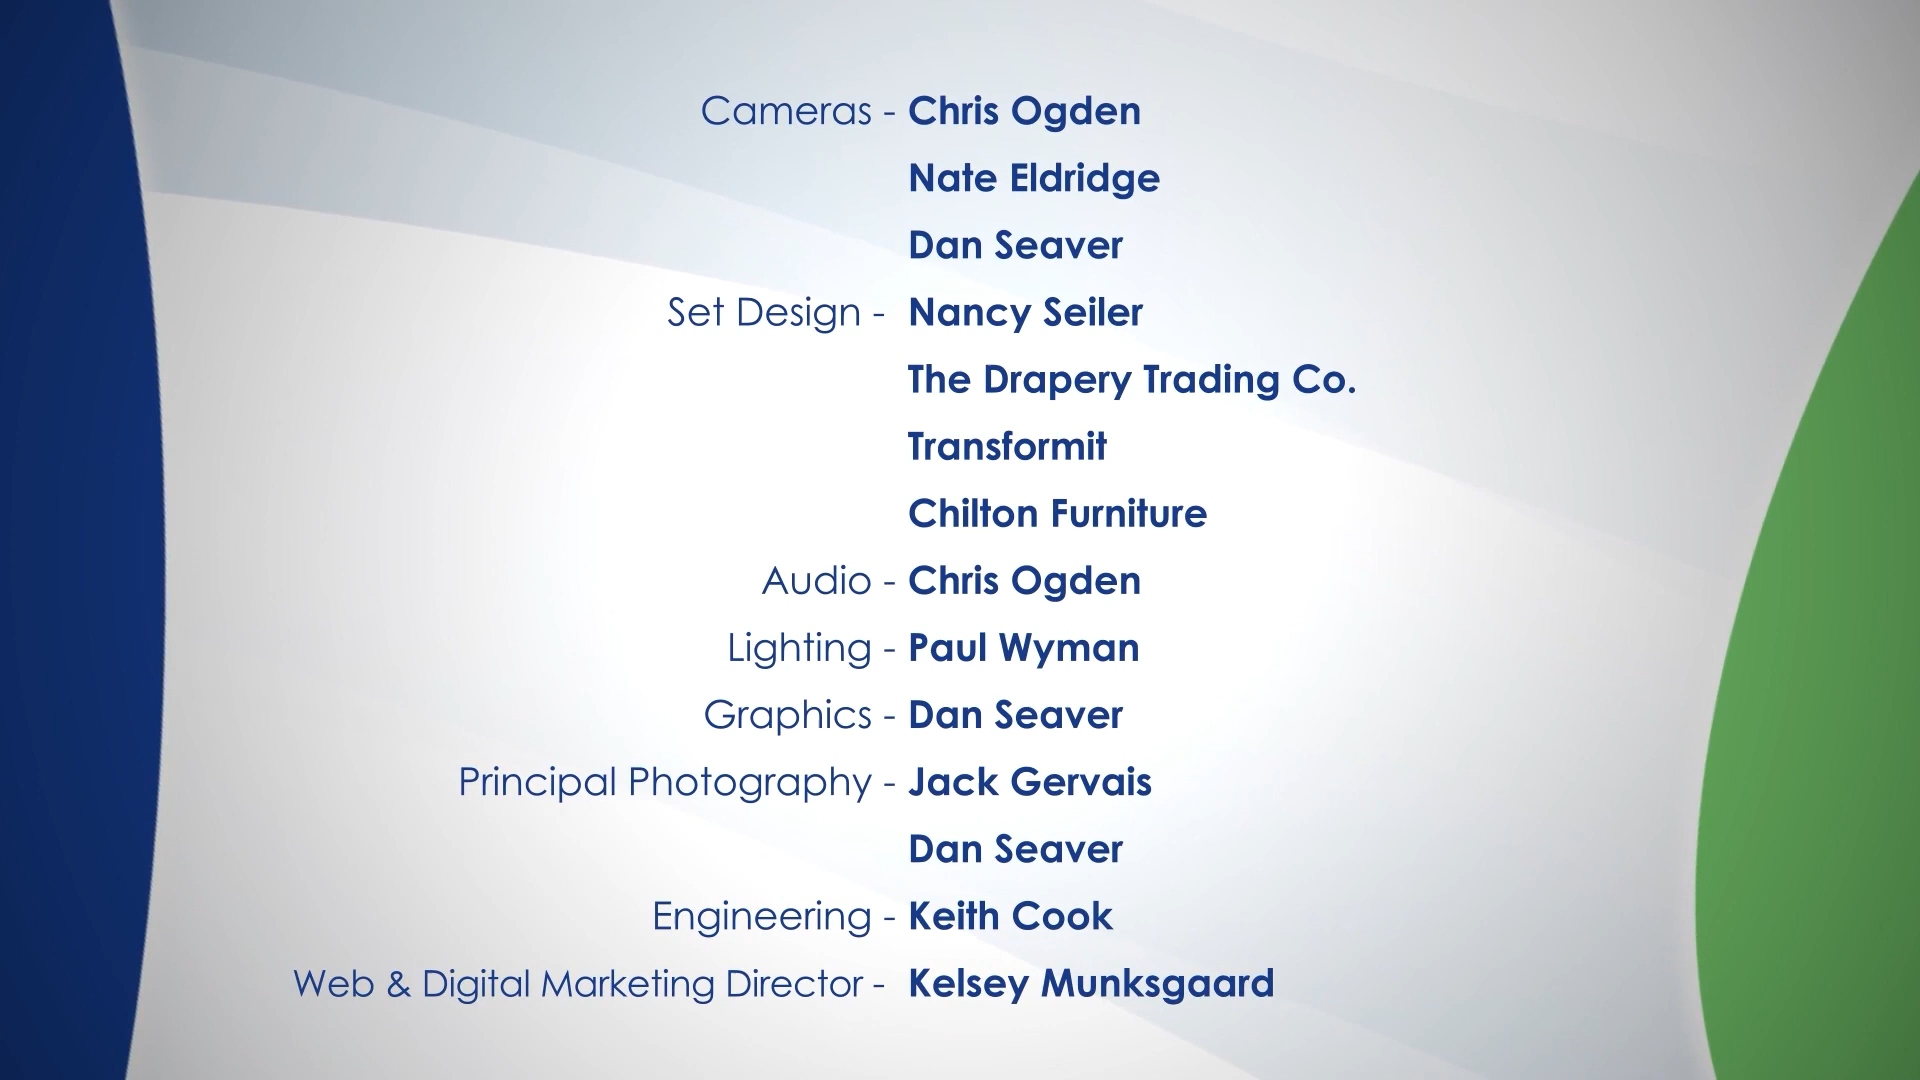 Cameras - Chris Ogden
Nate Eldridge
Dan Seaver
Set Design - Nancy Seiler
The Drapery Trading Co.
Transformit
Chilton Furniture
Audio - Chris Ogden
Lighting - Paul Wyman
Graphics - Dan Seaver
Principal Photography - Jack Gervais
Dan Seaver
Engineering - Keith Cook
Web & Digital Marketing Director - Kelsey Munksgaard